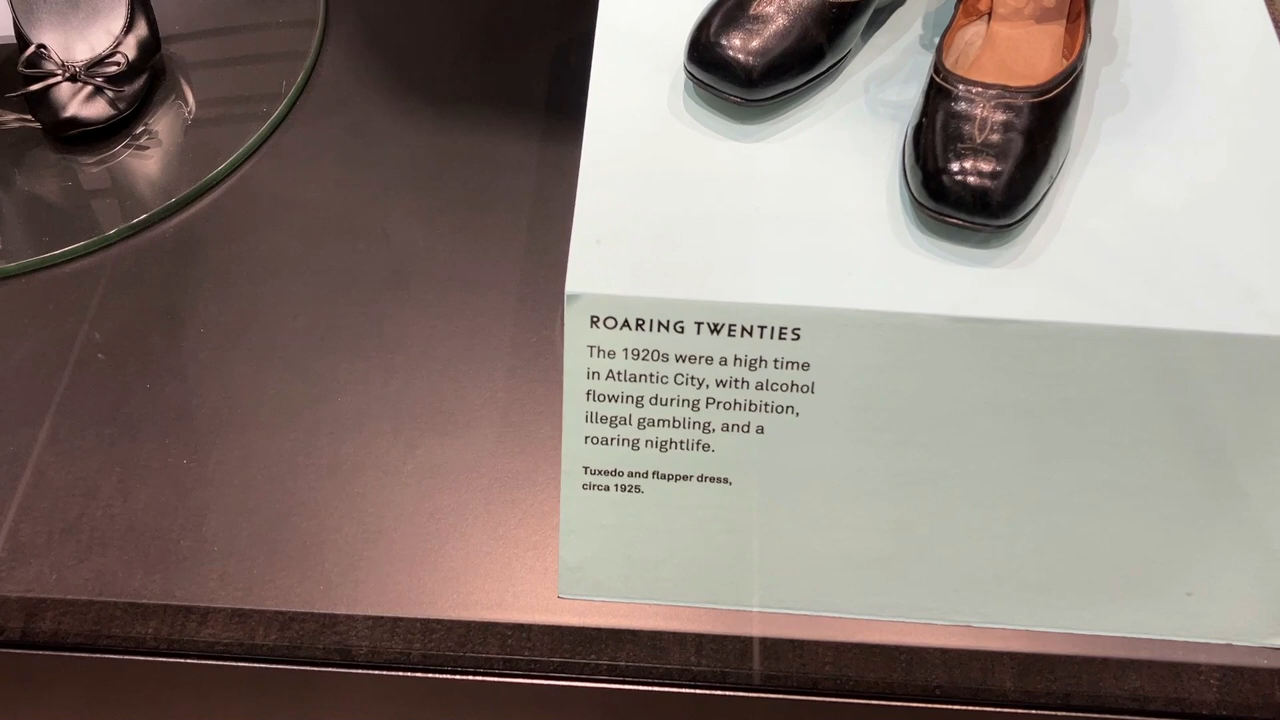 ROARING TWENTIES
The 1920s were a high time
in Atlantic City, with alcohol
flowing during Prohibition,
illegal gambling, and a
roaring nightlife.
Tuxedo and flapper dress,
circa 1925.